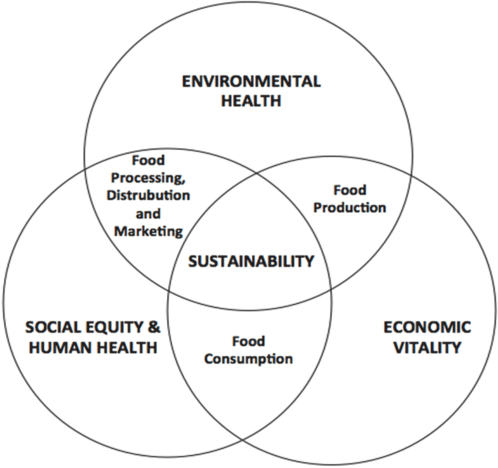 ENVIRONMENTAL
HEALTH
Food
Processing,
Distrubution
and
Marketing
Food
Production
SUSTAINABILITY
SOCIAL EQUITY &
HUMAN HEALTH
Food
Consumption
ECONOMIC
VITALITY